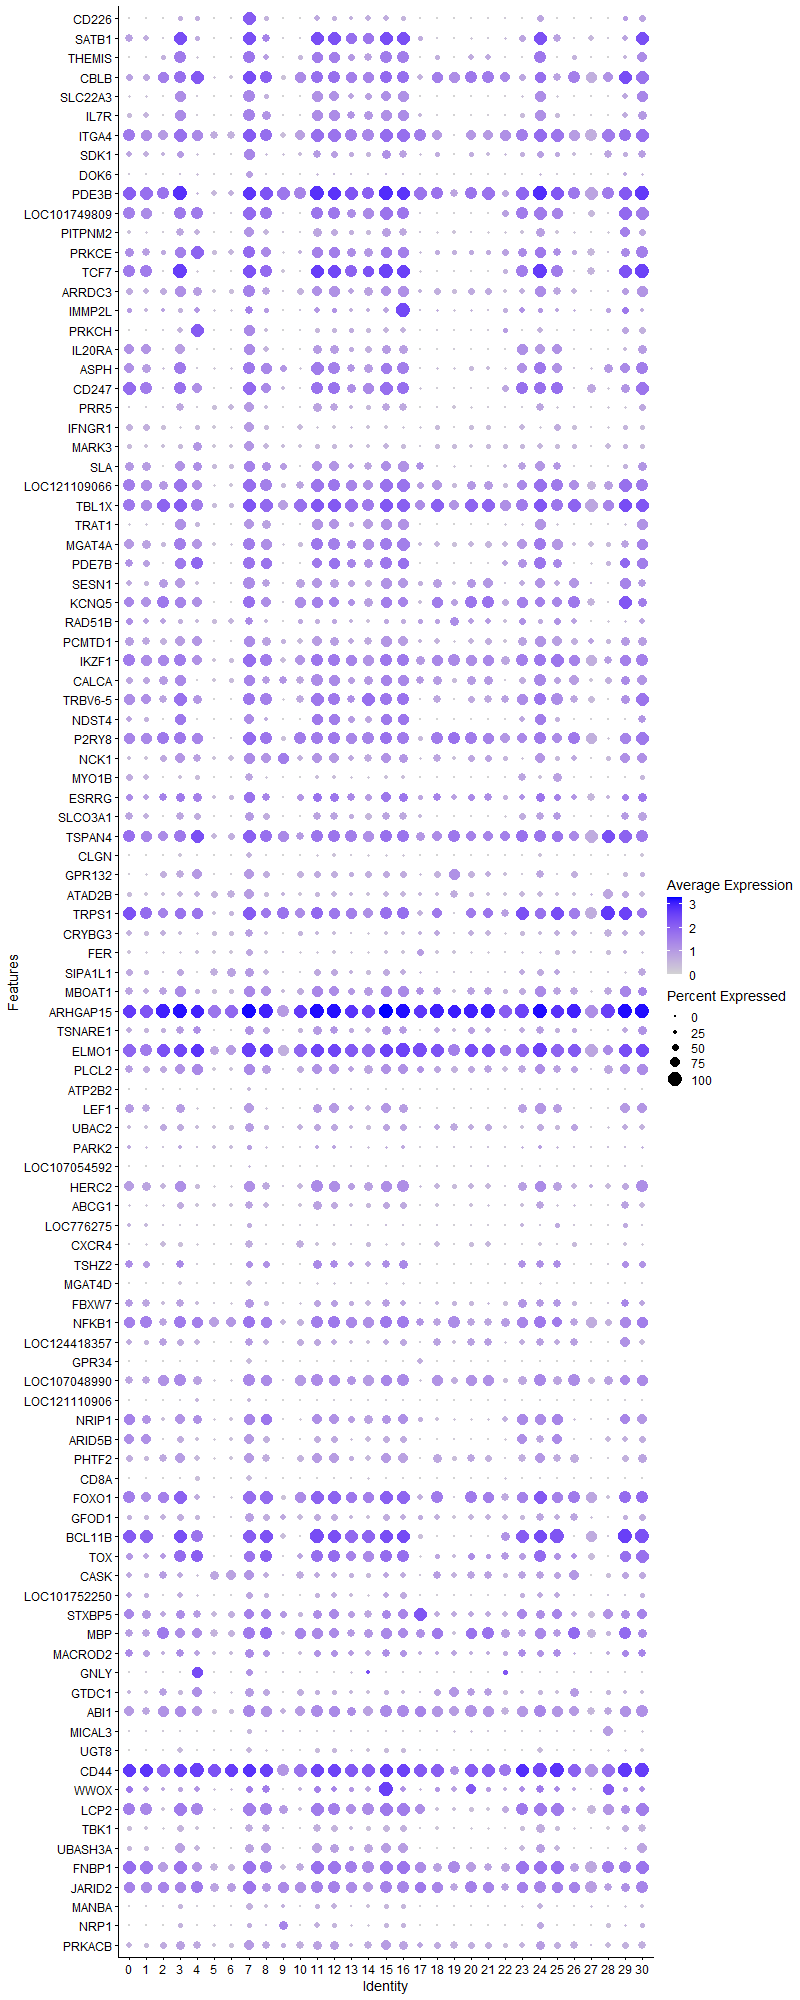 CD226
SATB1
THEMIS
CBLB
SLC22A3
IL7R
ITGA4
SDK1
DOK6
PDE3B
LOC101749809
PITPNM2
PRKCE
TCF7
ARRDC3
IMMP2L
PRKCH
IL20RA
ASPH
CD247
PRR5
IFNGR1
MARK3
SLA
LOC121109066
TBL1X
TRAT1
MGAT4A
PDE7B
SESN1
KCNQ5
RAD51B
PCMTD1
IKZF1
CALCA
TRBV6-5
NDST4
P2RY8
NCK1
MYO1B
ESRRG
SLCO3A1
TSPAN4
CLGN
GPR132
ATAD2B
TRPS1
CRYBG3
FER
SIPA1L1
MBOAT1
ARHGAP15
TSNARE1
ELMO1
PLCL2
ATP2B2
LEF1
UBAC2
PARK2
LOC107054592
HERC2
ABCG1
LOC776275
CXCR4
TSHZ2
MGAT4D
FBXW7
NFKB1
LOC124418357
GPR34
LOC107048990
LOC121110906
NRIP1
ARID5B
PHTF2
CD8A
FOXO1
GFOD1
BCL11B
TOX
CASK
LOC101752250
STXBP5
MBP
MACROD2
GNLY
GTDC1
ABI1
MICAL3
UGT8
CD44
WWOX
LCP2
TBK1
UBASH3A
FNBP1
JARID2
MANBA
NRP1
PRKACB
Features
0 1 2 3 4 5 6 7 8 9 10 11 12 13 14 15 16 17 18 19 20 21 22 23 24 25 26 27 28 29 30
Identity
Average Expression
3
2
1
0
Percent Expressed
0
25
50
75
100